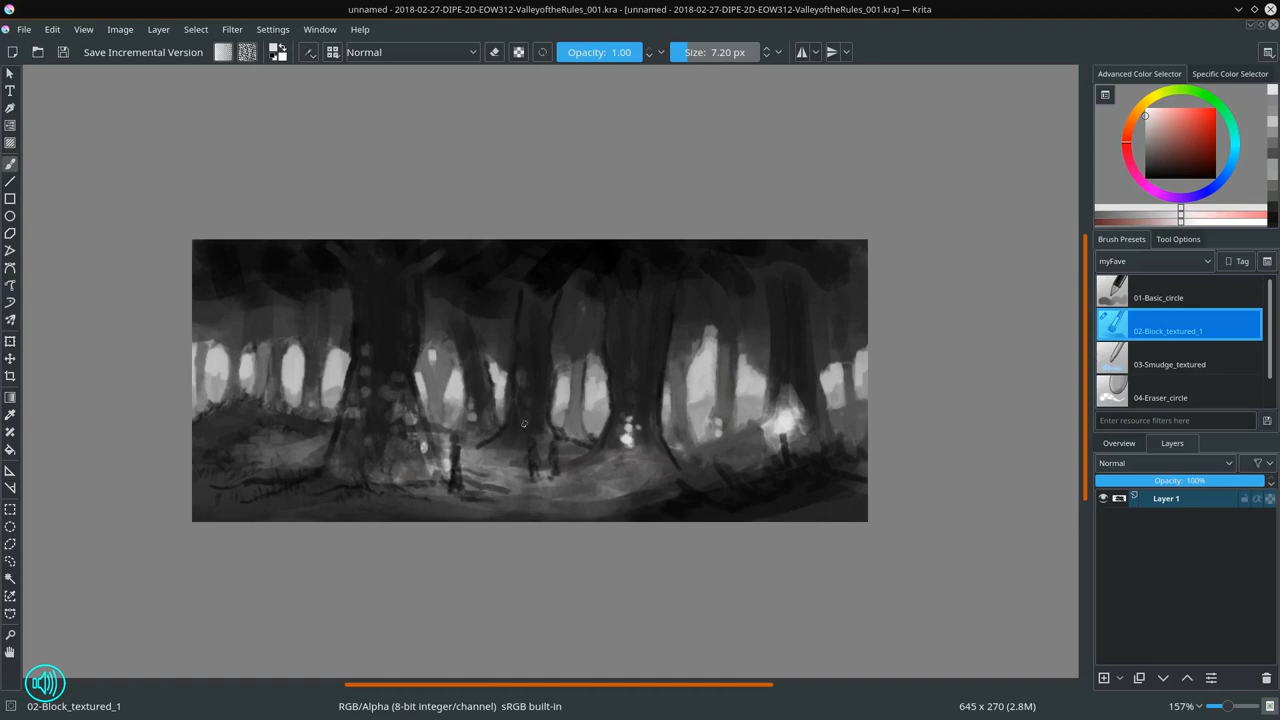 unnamed - 2018-02-27-DIPE-2D-EOW312-ValleyoftheRules_001.kra - [unnamed - 2018-02-27-DIPE-2D-EOW312-ValleyoftheRules_001.kra] — Krita
File Edit View Image Layer Select Filter Settings Window Help
Save Incremental Version Normal Opacity: 1.00 Size: 7.20 px
Advanced Color Selector Specific Color Selector
Brush Presets Tool Options
myFave Tag
01-Basic_circle
02-Block_textured_1
03-Smudge_textured
04-Eraser_circle
Enter resource filters here
Overview Layers
Normal
Opacity: 100%
Layer 1
02-Block_textured_1 RGB/Alpha (8-bit integer/channel) sRGB built-in 645 x 270 (2.8M) 157%